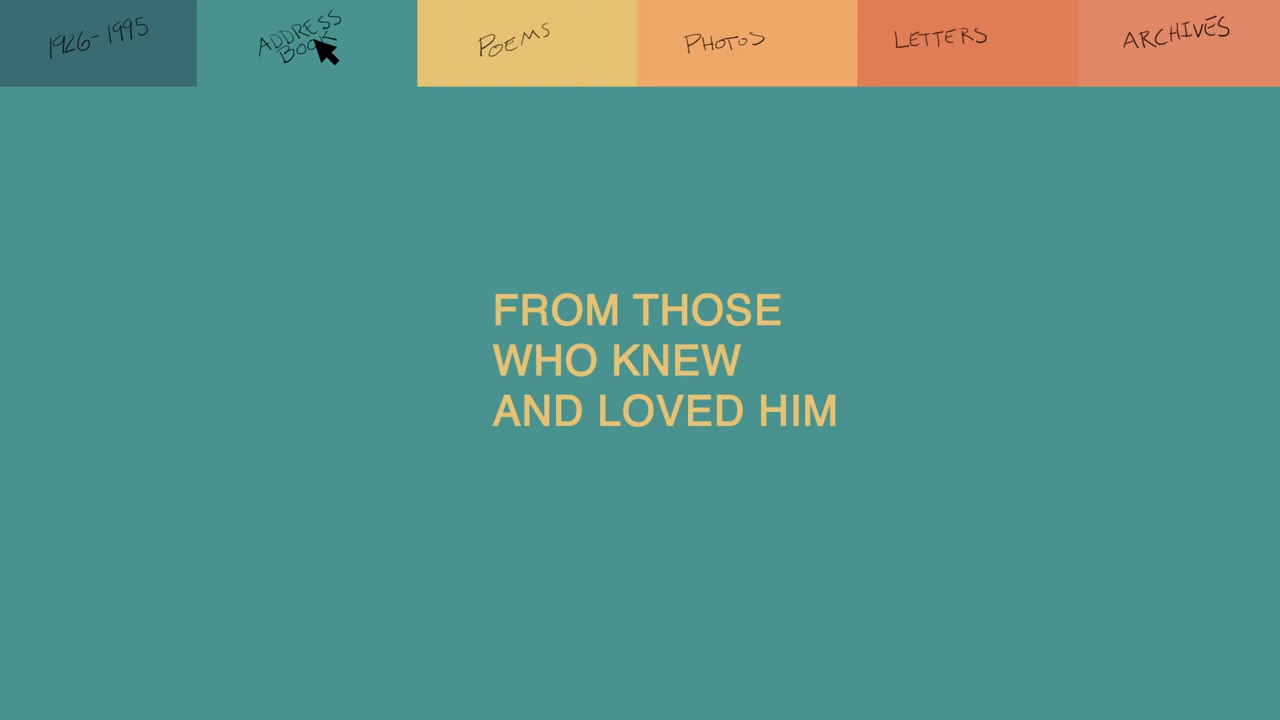 1926-1995
ADDRESS
BOOK
POEMS
PHOTOS
LETTERS
ARCHIVES
FROM THOSE
WHO KNEW
AND LOVED HIM